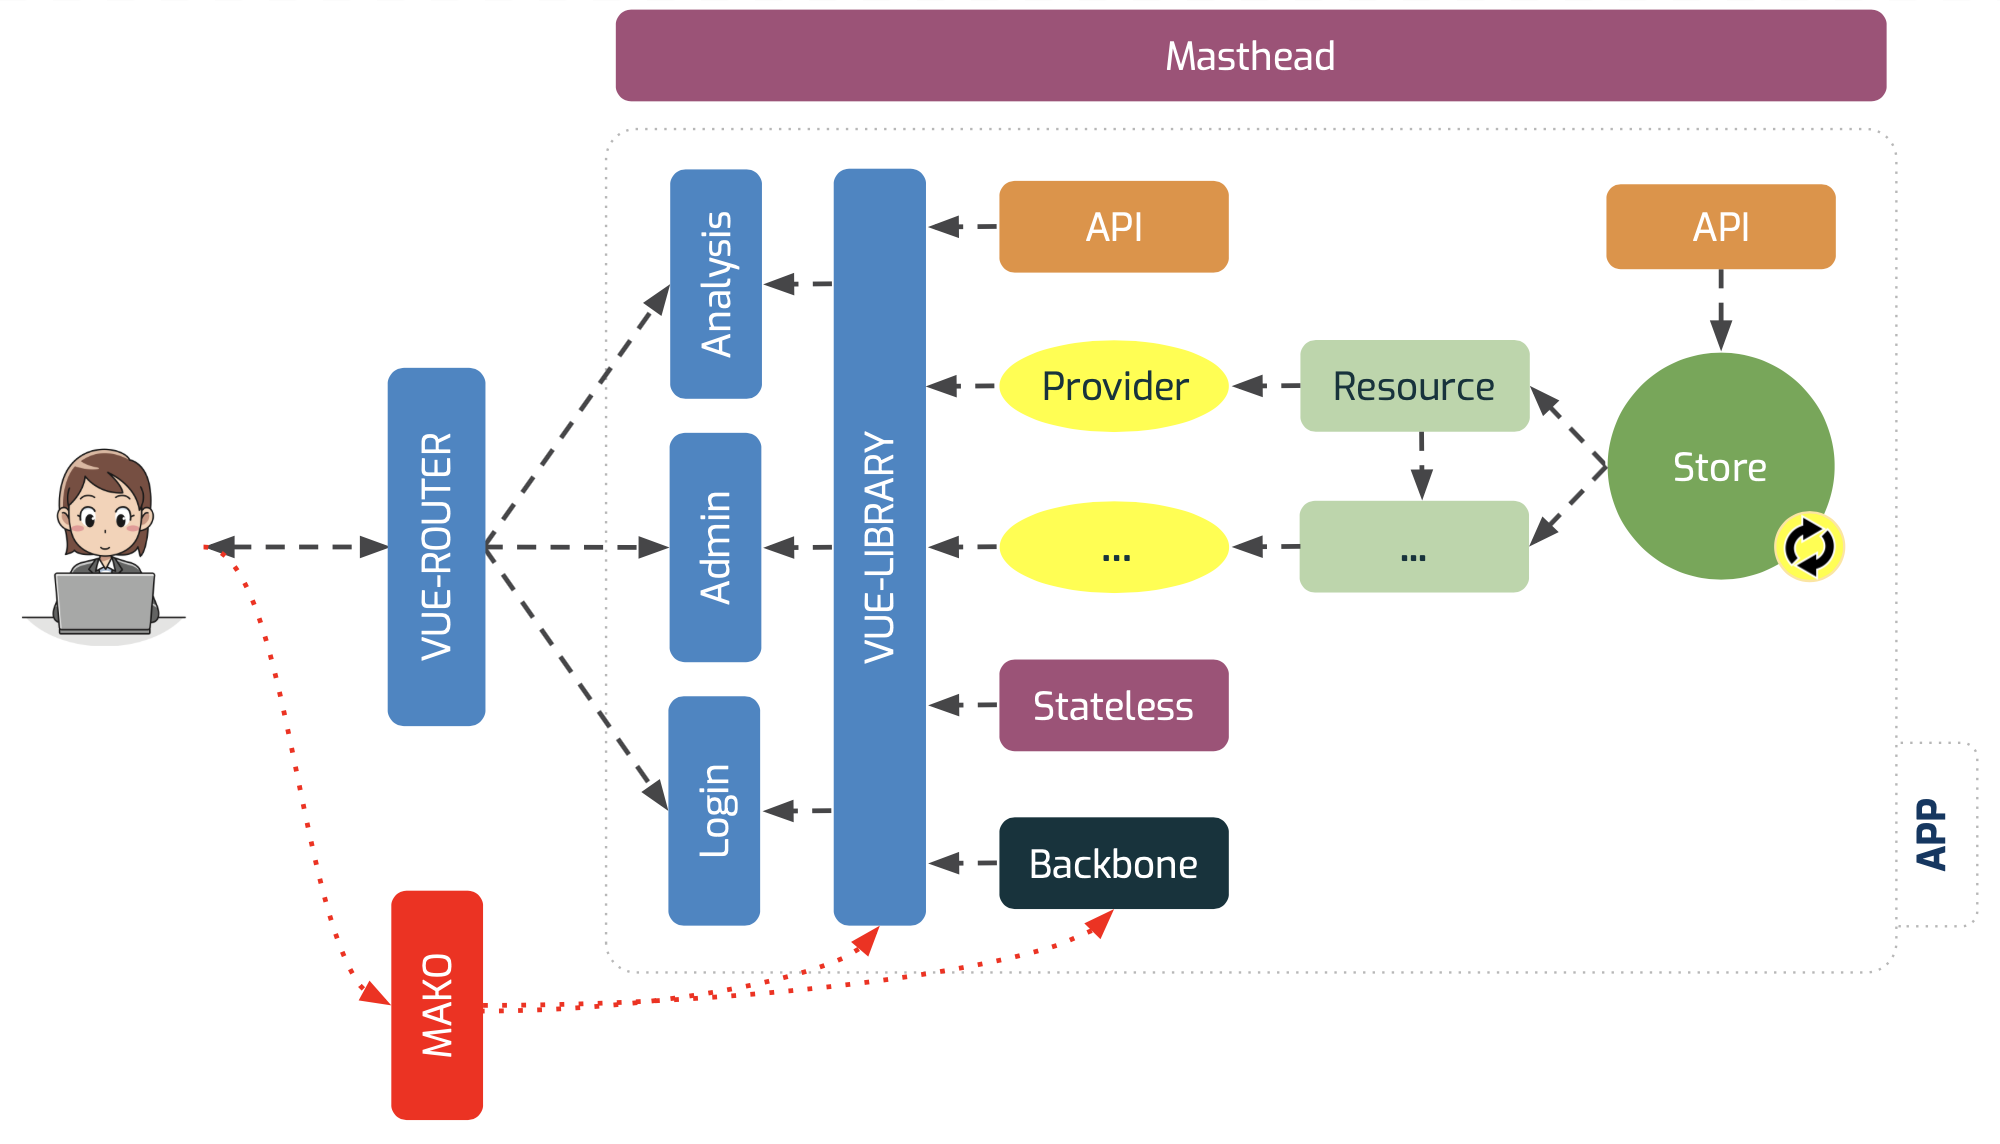 Masthead
Analysis
API
API
VUE-ROUTER
VUE-LIBRARY
Provider
Resource
Store
Admin
...
...
Stateless
Login
Backbone
APP
MAKO